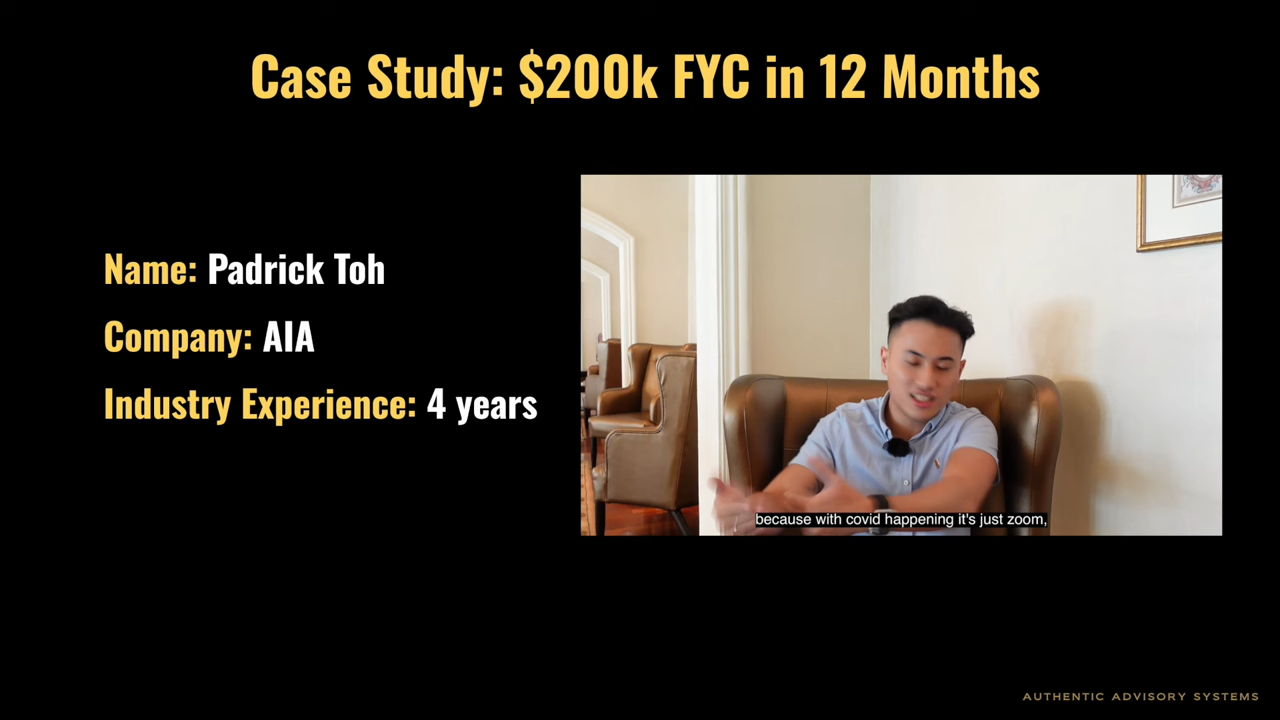 Case Study: $200k FYC in 12 Months
Name: Padrick Toh
Company: AIA
Industry Experience: 4 years
because with covid happening it's just zoom,
AUTHENTIC ADVISORY SYSTEMS